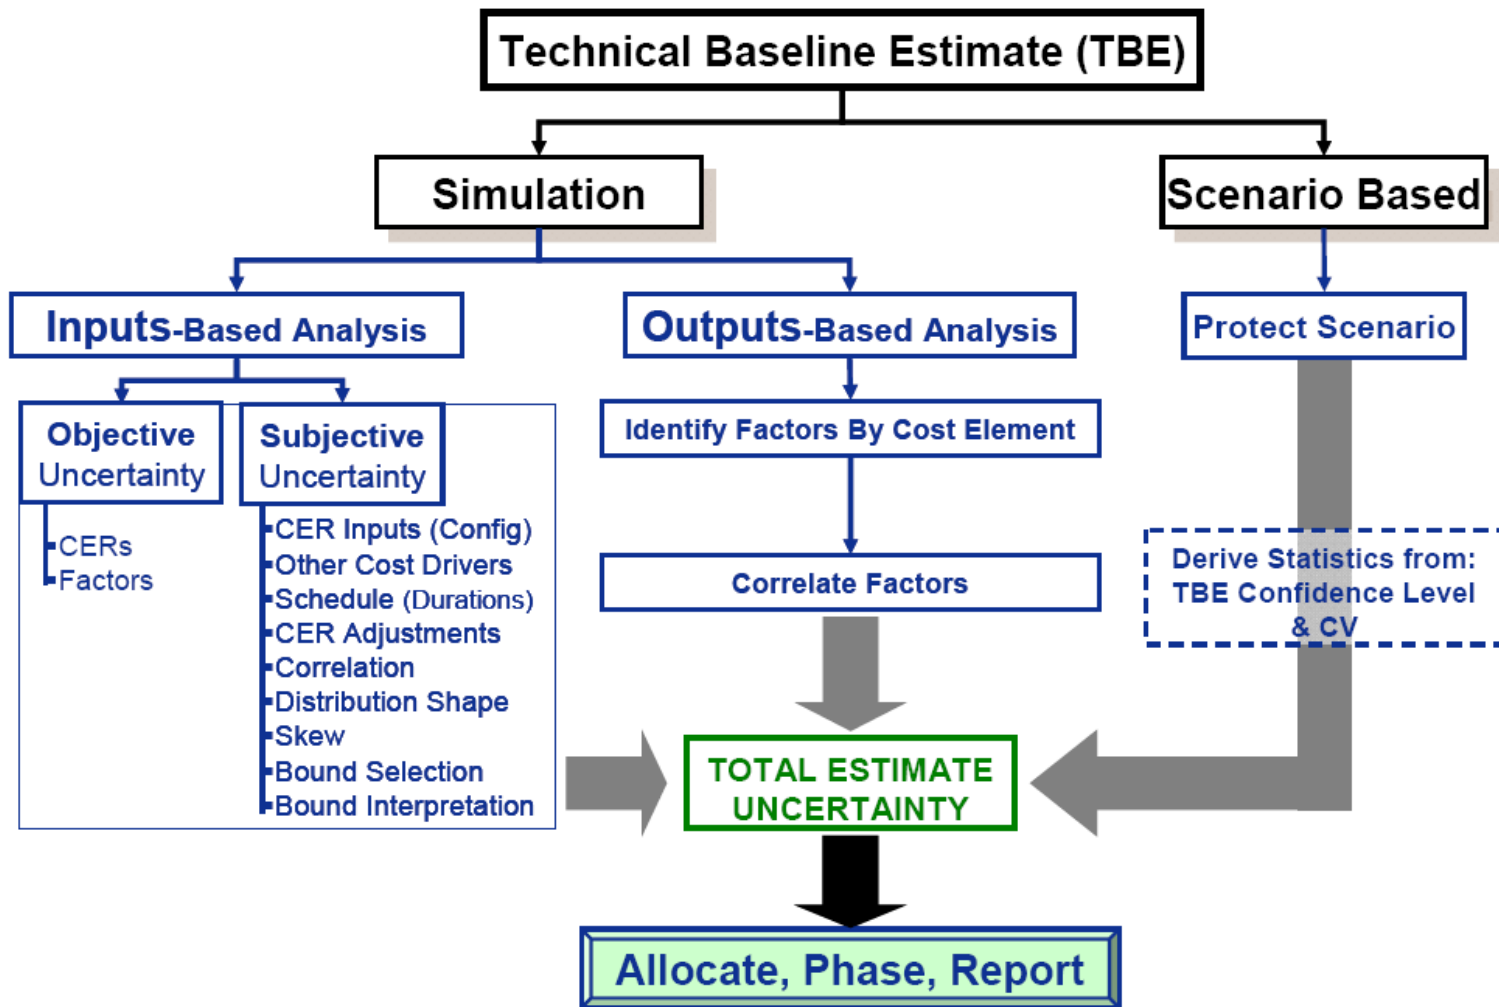 Technical Baseline Estimate (TBE)
Simulation
Scenario Based
Inputs-Based Analysis
Outputs-Based Analysis
Protect Scenario
Objective
Uncertainty
CERs
Factors
Subjective
Uncertainty
CER Inputs (Config)
Other Cost Drivers
Schedule (Durations)
CER Adjustments
Correlation
Distribution Shape
Skew
Bound Selection
Bound Interpretation
Identify Factors By Cost Element
Correlate Factors
Derive Statistics from:
TBE Confidence Level
& CV
TOTAL ESTIMATE
UNCERTAINTY
Allocate, Phase, Report